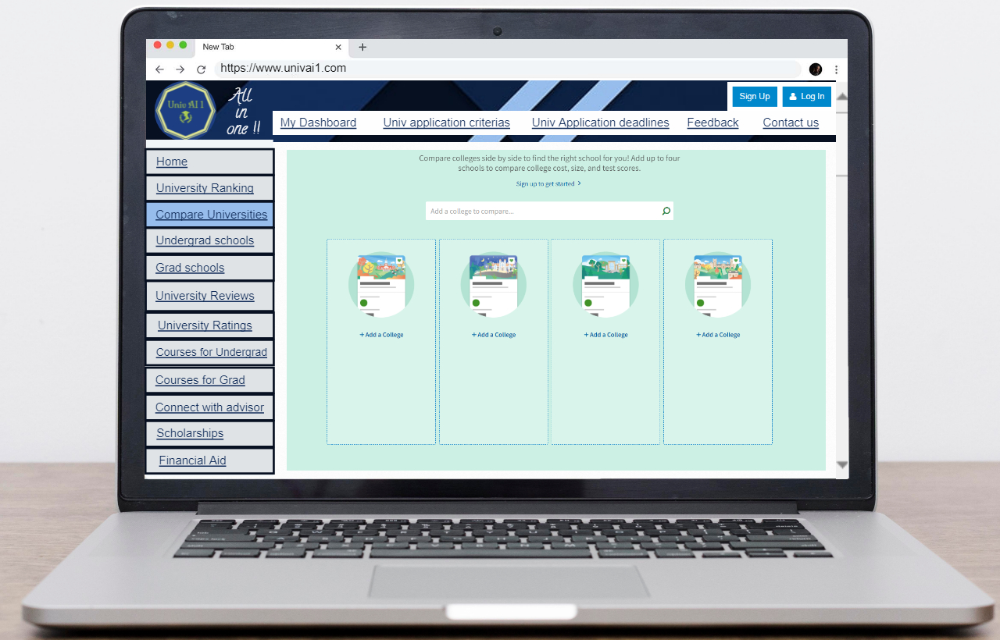 New Tab
https://www.univai1.com
Univ AI 1
All
in
one !!
Sign Up
Log In
My Dashboard
Univ application criterias
Univ Application deadlines
Feedback
Contact us
Home
University Ranking
Compare Universities
Undergrad schools
Grad schools
University Reviews
University Ratings
Courses for Undergrad
Courses for Grad
Connect with advisor
Scholarships
Financial Aid
Compare colleges side by side to find the right school for you! Add up to four
schools to compare college cost, size, and test scores.
Sign up to get started >
Add a college to compare...
+ Add a College
+ Add a College
+ Add a College
+ Add a College